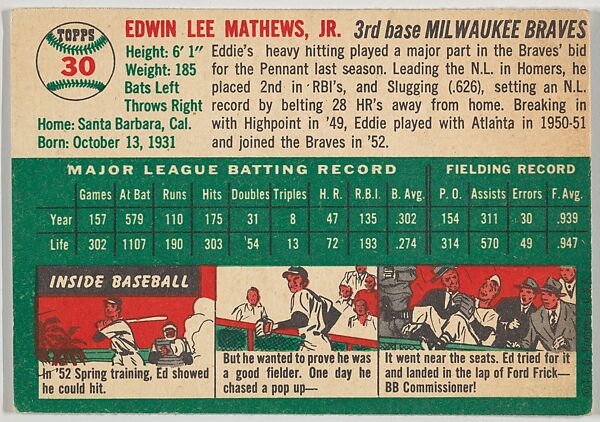 TOPPS
30
EDWIN LEE MATHEWS, JR. 3rd base MILWAUKEE BRAVES
Height: 6' 1"
Weight: 185
Bats Left
Throws Right
Home: Santa Barbara, Cal.
Born: October 13, 1931
Eddie's heavy hitting played a major part in the Braves' bid
for the Pennant last season. Leading the N.L. in Homers, he
placed 2nd in RBI's, and Slugging (.626), setting an N.L.
record by belting 28 HR's away from home. Breaking in
with Highpoint in '49, Eddie played with Atlanta in 1950-51
and joined the Braves in '52.
MAJOR LEAGUE BATTING RECORD FIELDING RECORD
Games At Bat Runs Hits Doubles Triples H. R. R.B.I. B. Avg. P. O. Assists Errors F. Avg.
Year 157 579 110 175 31 8 47 135 .302 154 311 30 .939
Life 302 1107 190 303 '54 13 72 193 .274 314 570 49 .947
INSIDE BASEBALL
In '52 Spring training, Ed showed
he could hit.
But he wanted to prove he was
a good fielder. One day he
chased a pop up—
It went near the seats. Ed tried for it
and landed in the lap of Ford Frick—
BB Commissioner!